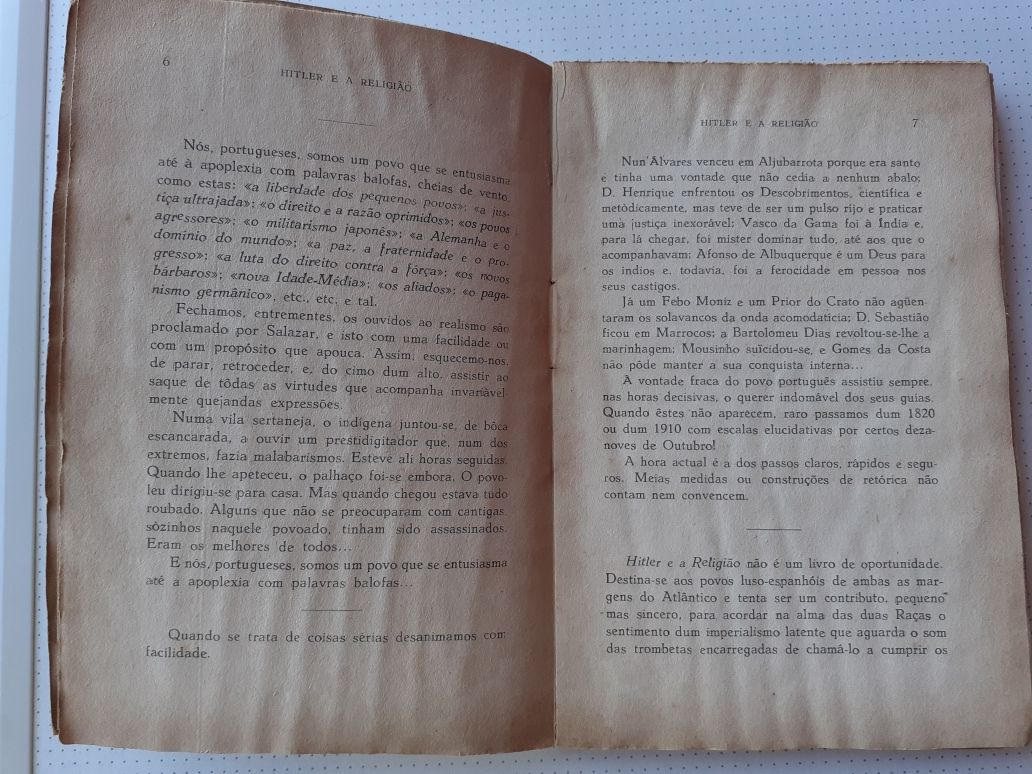 6
HITLER E A RELIGIÃO
Nós, portugueses, somos um povo que se entusiasma
até à apoplexia com palavras balofas, cheias de vento,
como estas: «a liberdade dos pequenos povos»; «a jus-
tiça ultrajada»; «o direito e a razão oprimidos»; «os povos
agressores»; «o militarismo japonês»; «a Alemanha e o
domínio do mundo»; «a paz, a fraternidade e o pro-
gresso»; «a luta do direito contra a fôrça»; «os novos
bárbaros»; «nova Idade-Média»; «os aliados»; «o paga-
nismo germânico», etc., etc. e tal.
Fechamos, entrementes, os ouvidos ao realismo são
proclamado por Salazar, e isto com uma facilidade ou
com um propósito que apouca. Assim, esquecemo-nos,
de parar, retroceder, e, do cimo dum alto, assistir ao
saque de tôdas as virtudes que acompanha invariàvel-
mente quejandas expressões.
Numa vila sertaneja, o indígena juntou-se, de bôca
escancarada, a ouvir um prestidigitador que, num dos
extremos, fazia malabarismos. Esteve ali horas seguidas.
Quando lhe apeteceu, o palhaço foi-se embora. O povo-
léu dirigiu-se para casa. Mas quando chegou estava tudo
roubado. Alguns que não se preocuparam com cantigas,
sòzinhos naquele povoado, tinham sido assassinados.
Eram os melhores de todos...
E nós, portugueses, somos um povo que se entusiasma
até à apoplexia com palavras balofas...
Quando se trata de coisas sérias desanimamos com
facilidade.
HITLER E A RELIGIÃO
7
Nun'Álvares venceu em Aljubarrota porque era santo
e tinha uma vontade que não cedia a nenhum abalo;
D. Henrique enfrentou os Descobrimentos, científica e
metòdicamente, mas teve de ser um pulso rijo e praticar
uma justiça inexorável; Vasco da Gama foi à Índia e,
para lá chegar, foi mister dominar tudo, até aos que o
acompanhavam; Afonso de Albuquerque é um Deus para
os índios e, todavia, foi a ferocidade em pessoa nos
seus castigos.
Já um Febo Moniz e um Prior do Crato não agüen-
taram os solavancos da onda acomodatícia; D. Sebastião
ficou em Marrocos; a Bartolomeu Dias revoltou-se-lhe a
marinhagem; Mousinho suïcidou-se, e Gomes da Costa
não pôde manter a sua conquista interna...
À vontade fraca do povo português assistiu sempre,
nas horas decisivas, o querer indomável dos seus guias.
Quando êstes não aparecem, raro passamos dum 1820
ou dum 1910 com escalas elucidativas por certos deza-
noves de Outubro!
A hora actual é a dos passos claros, rápidos e segu-
ros. Meias medidas ou construções de retórica não
contam nem convencem.
Hitler e a Religião não é um livro de oportunidade.
Destina-se aos povos luso-espanhóis de ambas as mar-
gens do Atlântico e tenta ser um contributo, pequeno
mas sincero, para acordar na alma das duas Raças o
sentimento dum imperialismo latente que aguarda o som
das trombetas encarregadas de chamá-lo a cumprir os